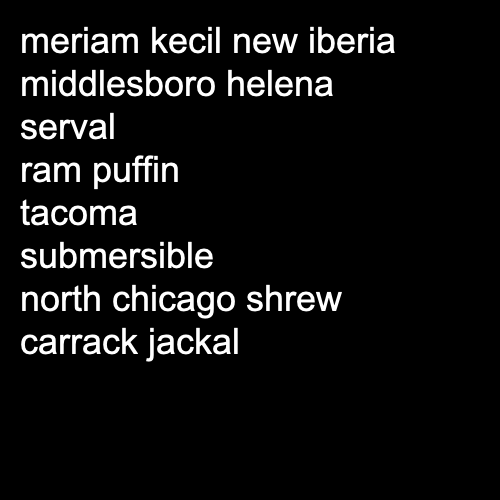 meriam kecil new iberia
middlesboro helena
serval
ram puffin
tacoma
submersible
north chicago shrew
carrack jackal